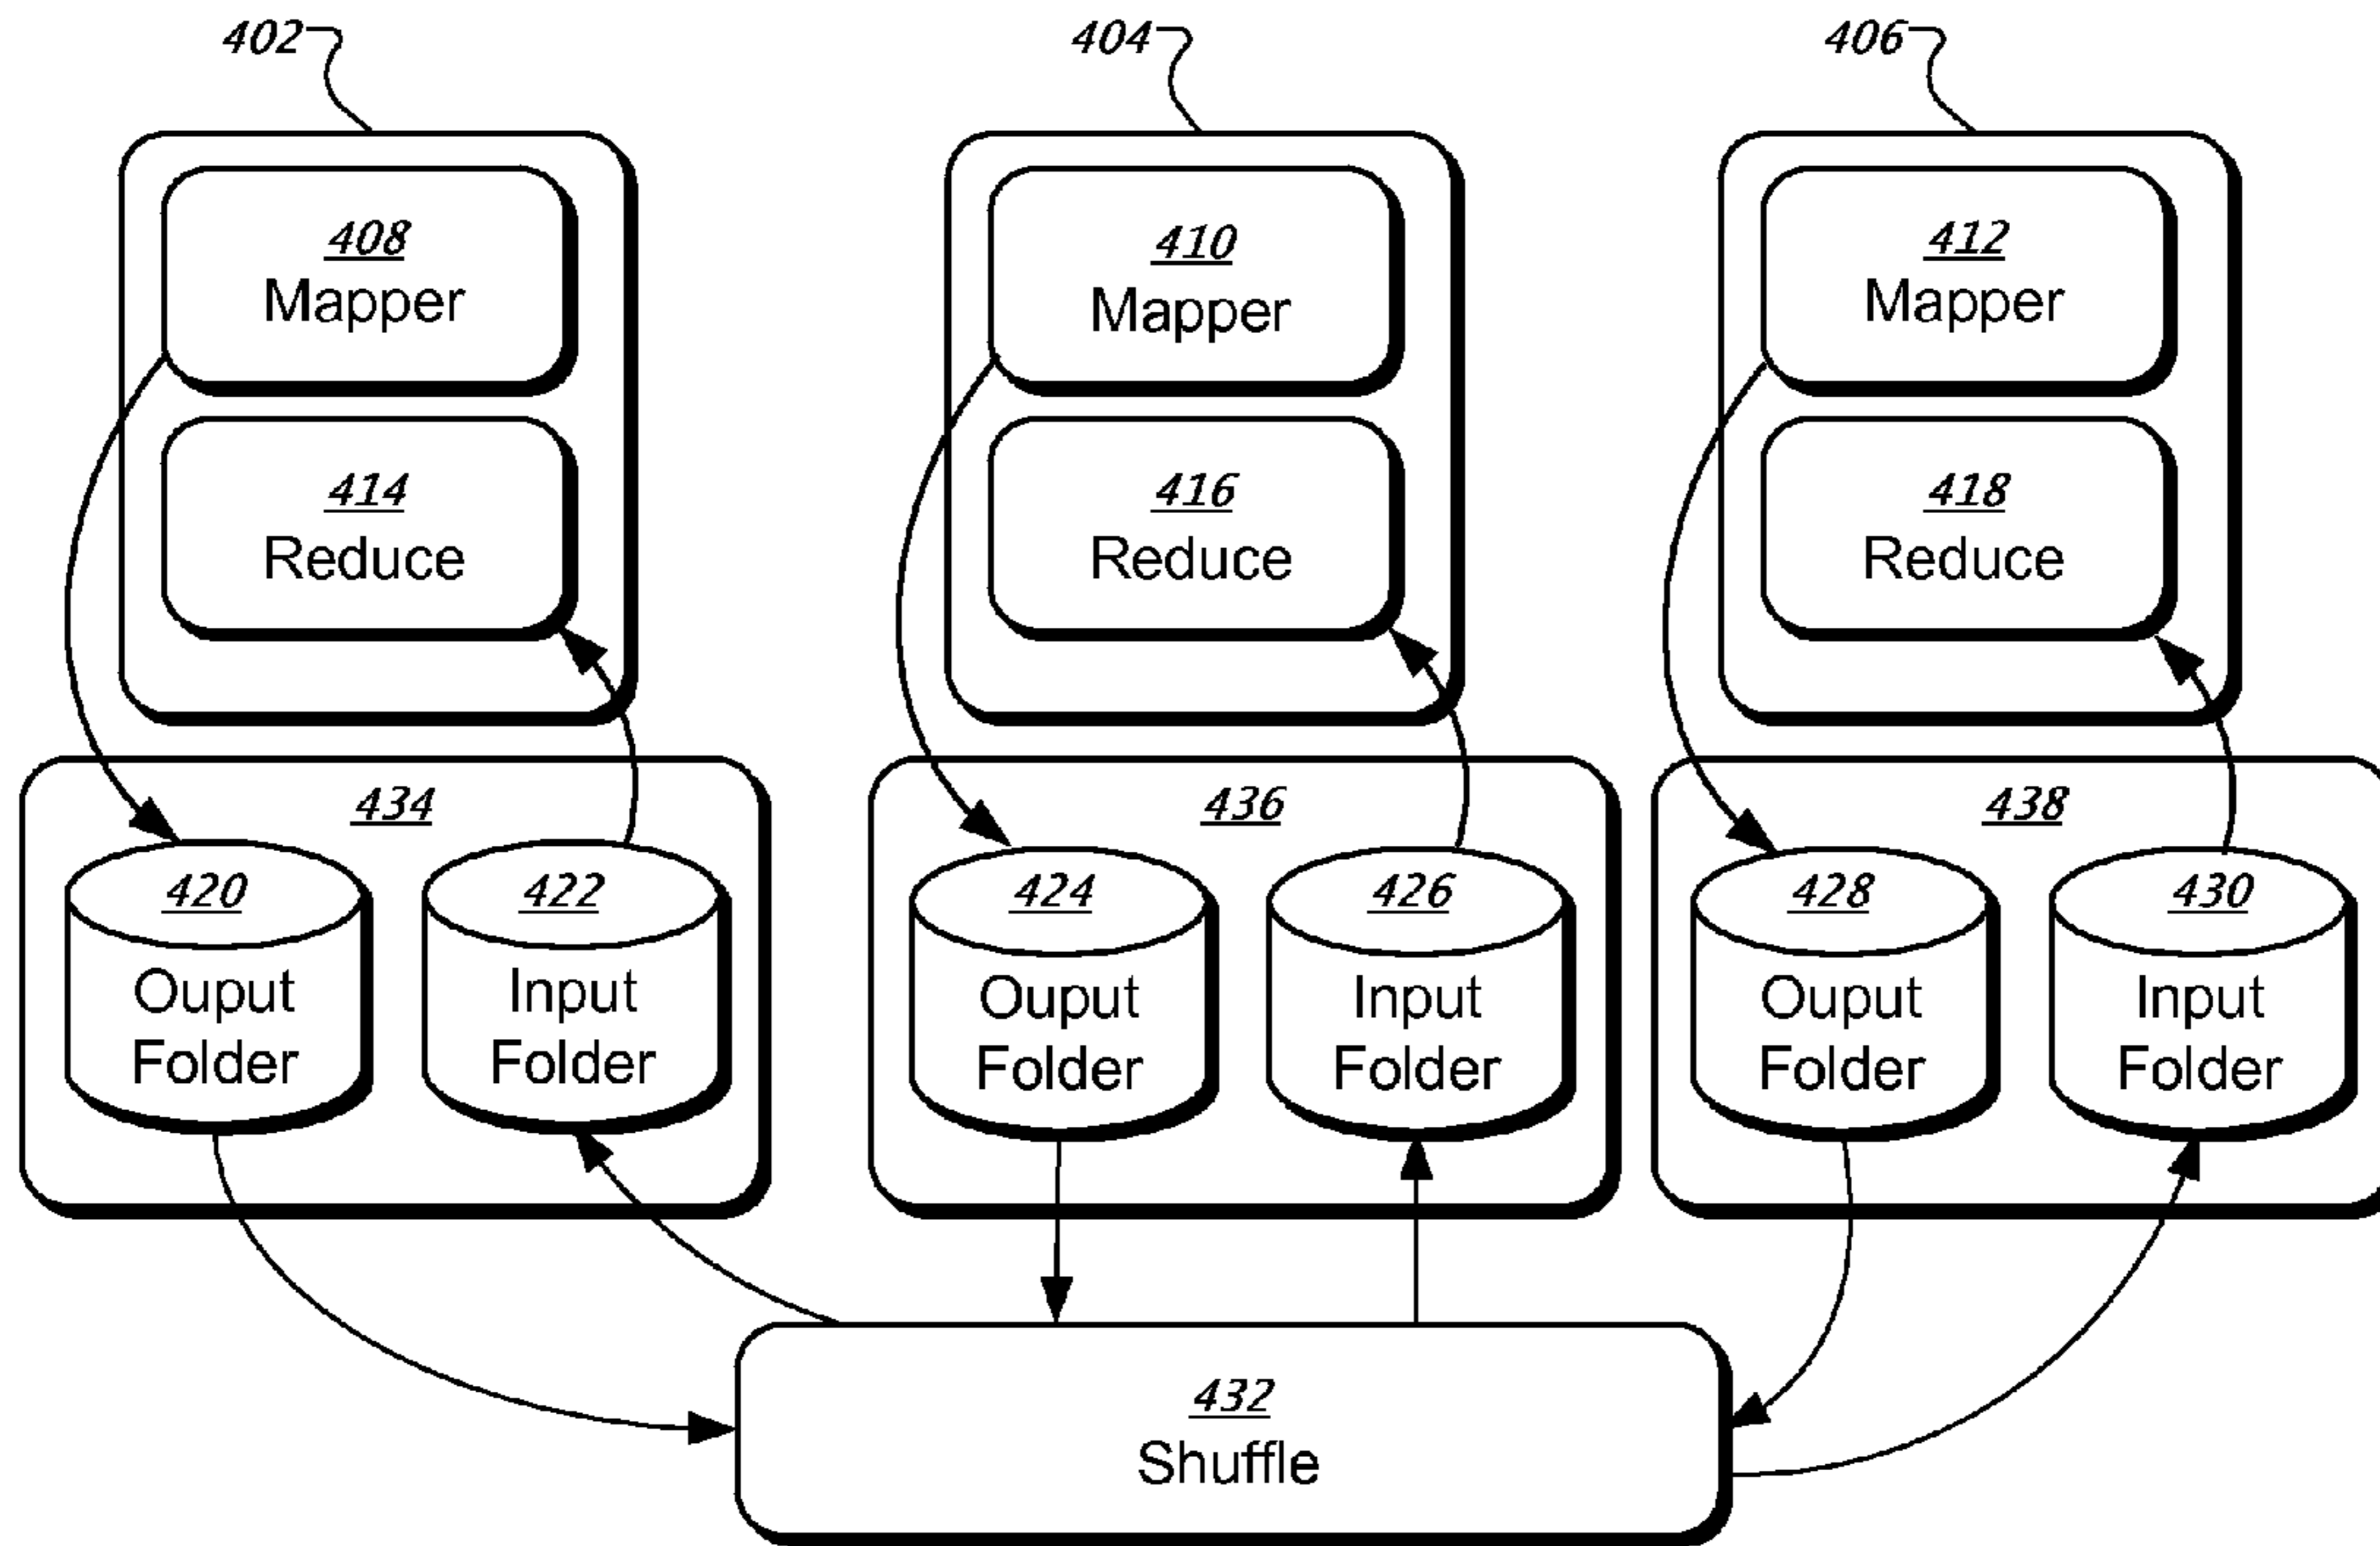 402
404
406
408
Mapper
410
Mapper
412
Mapper
414
Reduce
416
Reduce
418
Reduce
434
436
438
420
Ouput
Folder
422
Input
Folder
424
Ouput
Folder
426
Input
Folder
428
Ouput
Folder
430
Input
Folder
432
Shuffle